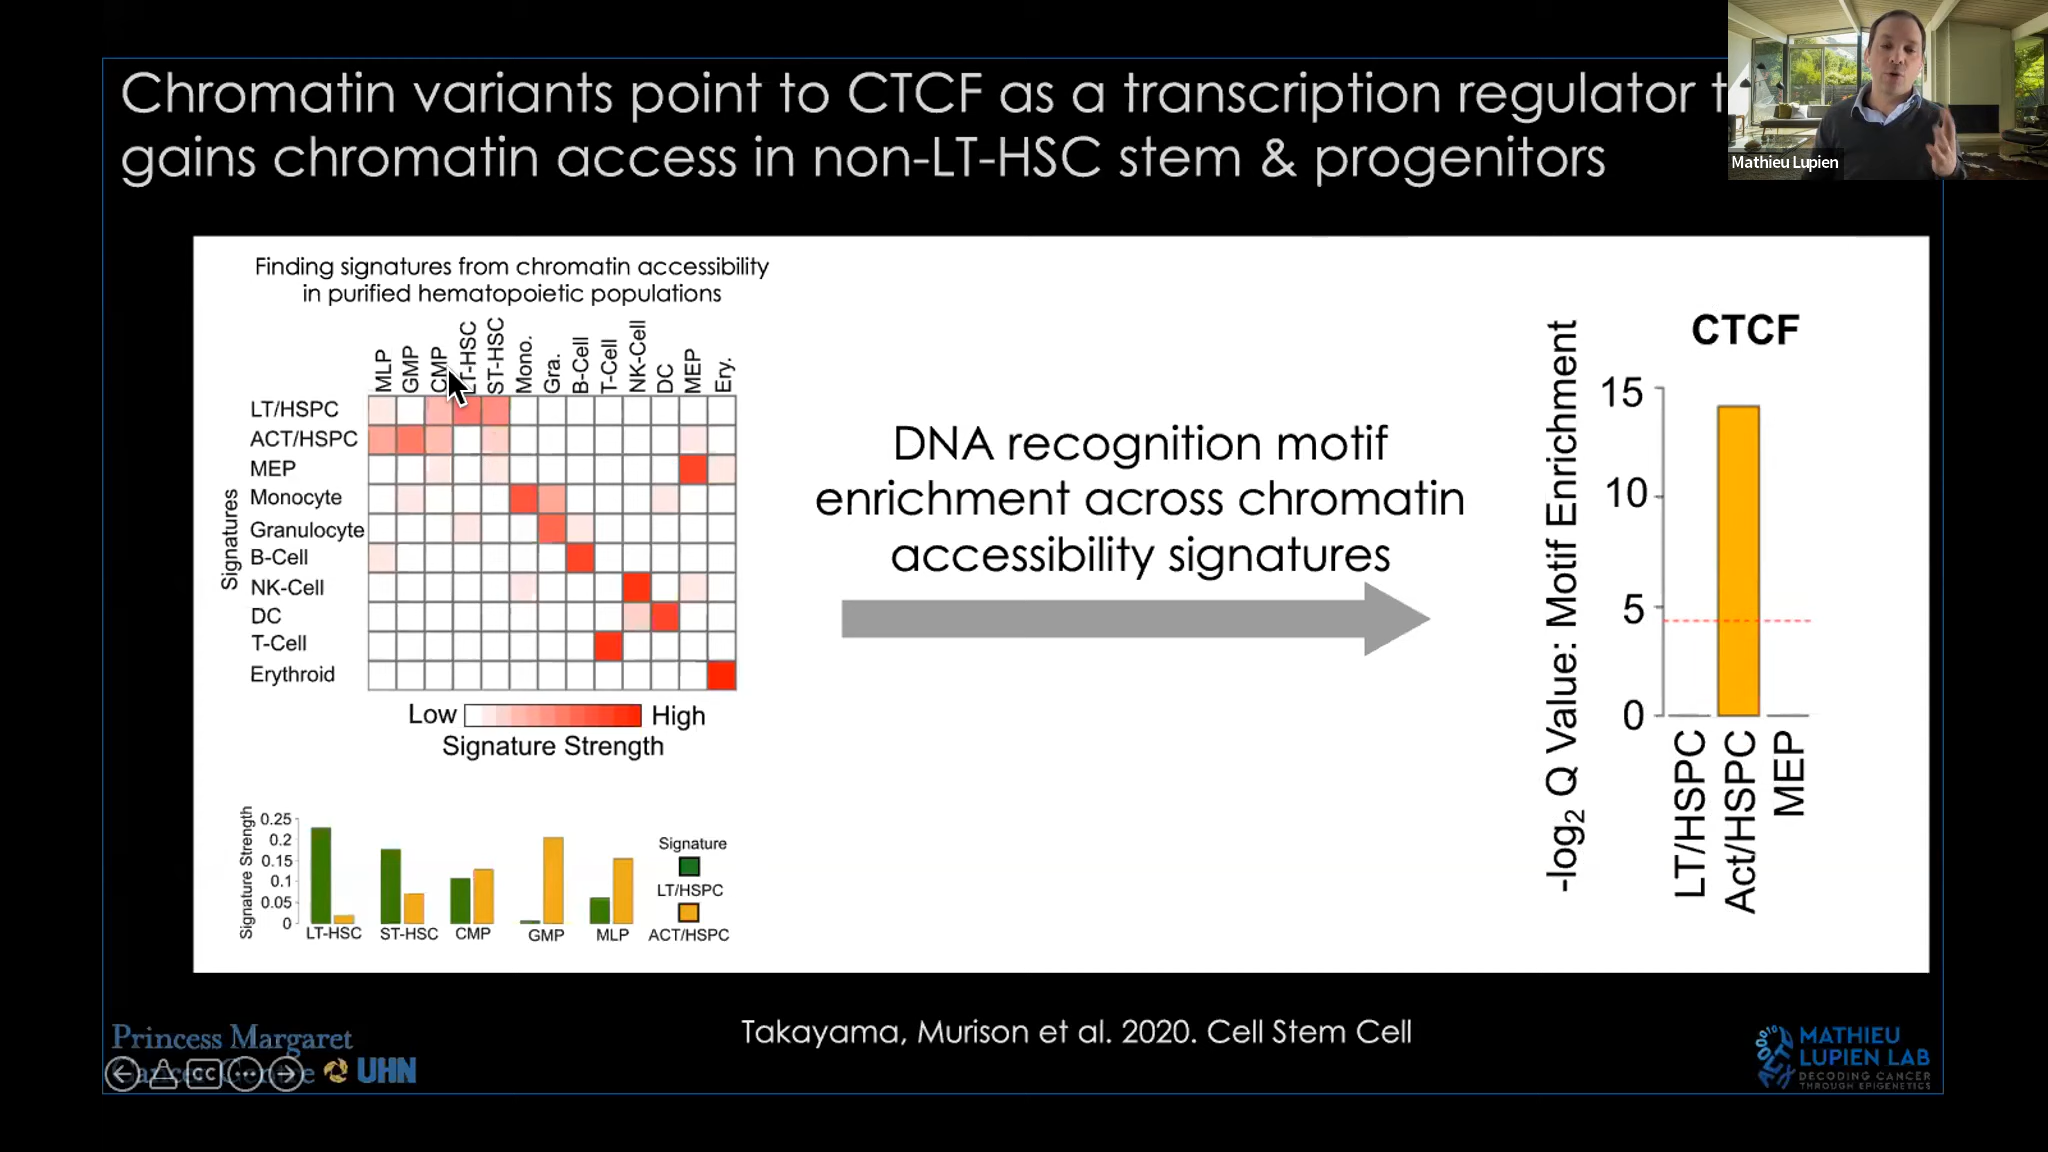 Chromatin variants point to CTCF as a transcription regulator
gains chromatin access in non-LT-HSC stem & progenitors
Mathieu Lupien
Finding signatures from chromatin accessibility
in purified hematopoietic populations
MLP
GMP
CMP
LT-HSC
ST-HSC
Mono.
Gra.
B-Cell
T-Cell
NK-Cell
DC
MEP
Ery.
Signatures
LT/HSPC
ACT/HSPC
MEP
Monocyte
Granulocyte
B-Cell
NK-Cell
DC
T-Cell
Erythroid
Low High
Signature Strength
Signature Strength
0.25
0.2
0.15
0.1
0.05
0
LT-HSC ST-HSC CMP GMP MLP
Signature
LT/HSPC
ACT/HSPC
DNA recognition motif
enrichment across chromatin
accessibility signatures
CTCF
-log₂ Q Value: Motif Enrichment
15
10
5
0
LT/HSPC
Act/HSPC
MEP
Takayama, Murison et al. 2020. Cell Stem Cell
Princess Margaret
Cancer Centre UHN
CC
MATHIEU
LUPIEN LAB
DECODING CANCER
THROUGH EPIGENETICS